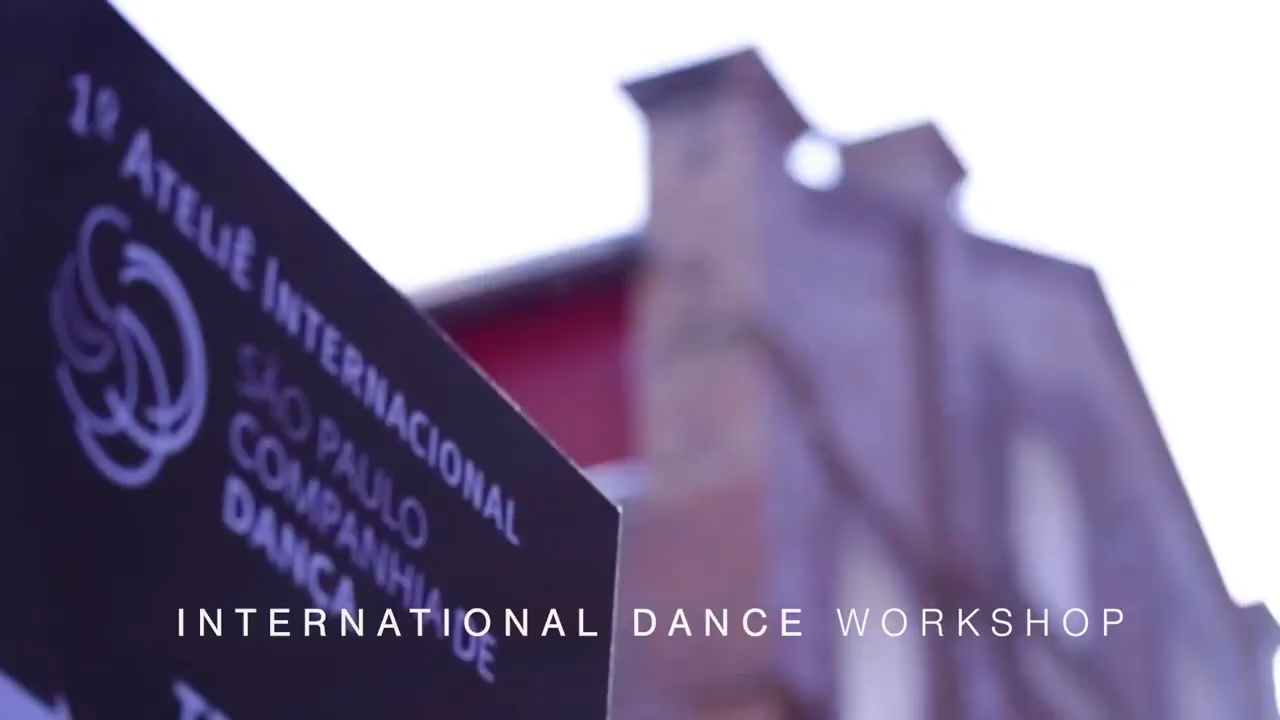 1º ATELIÊ INTERNACIONAL
SÃO PAULO
COMPANHIA DE
DANÇA
INTERNATIONAL DANCE WORKSHOP